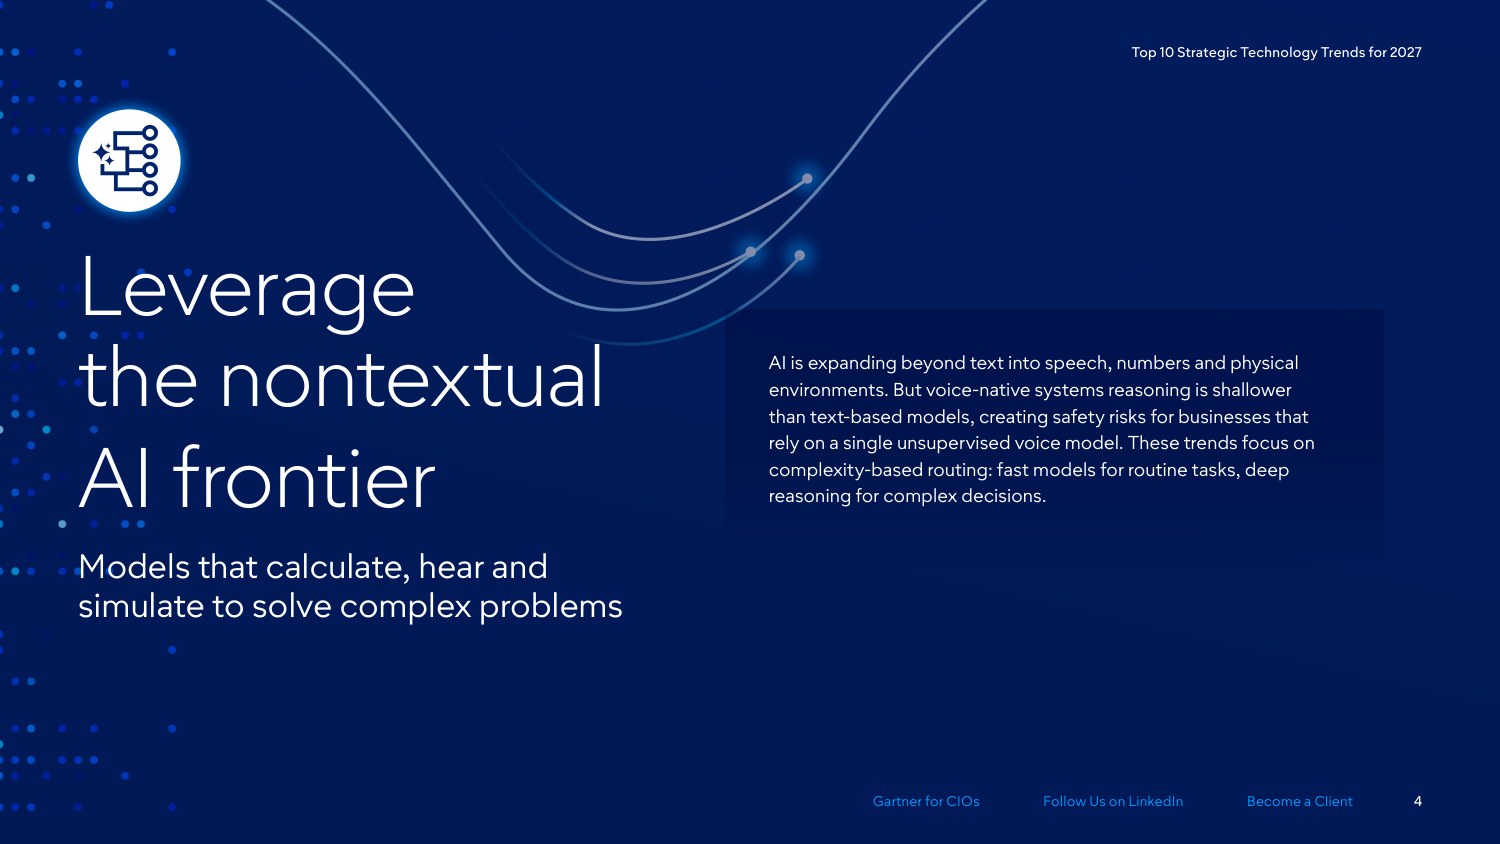 Top 10 Strategic Technology Trends for 2027
Leverage
the nontextual
AI frontier
Models that calculate, hear and
simulate to solve complex problems
AI is expanding beyond text into speech, numbers and physical
environments. But voice-native systems reasoning is shallower
than text-based models, creating safety risks for businesses that
rely on a single unsupervised voice model. These trends focus on
complexity-based routing: fast models for routine tasks, deep
reasoning for complex decisions.
Gartner for CIOs
Follow Us on LinkedIn
Become a Client
4